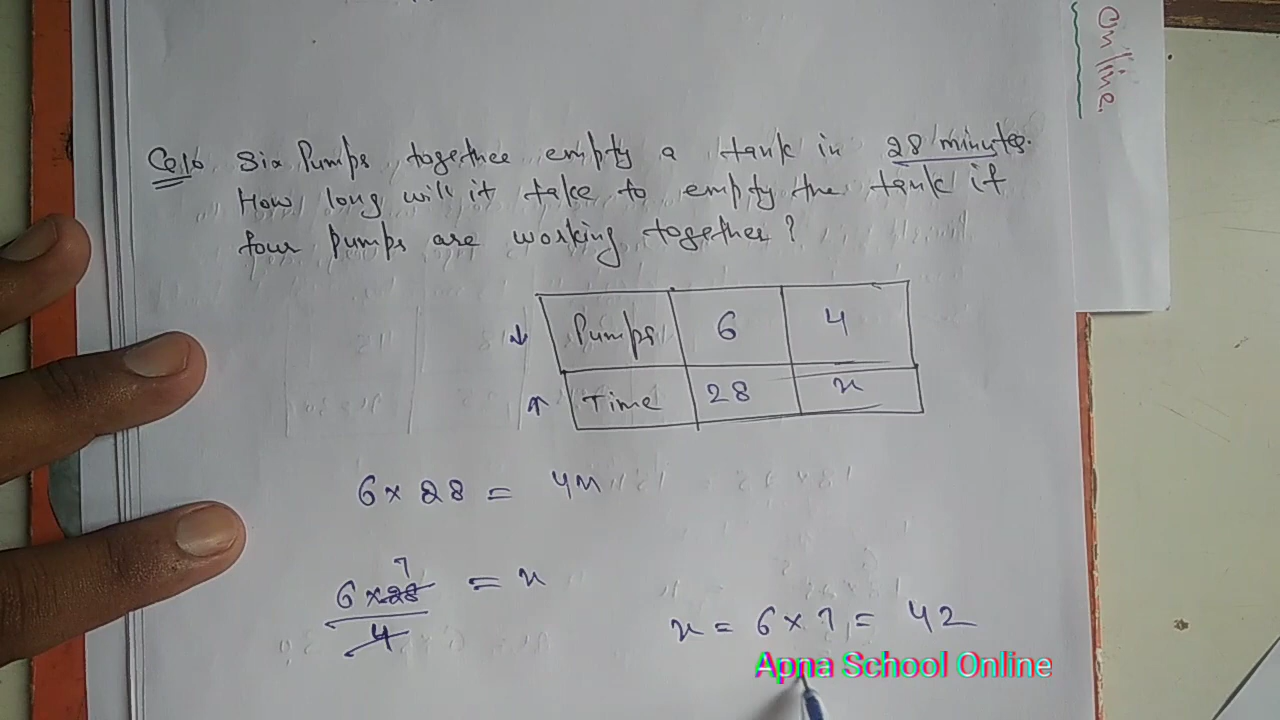 Online.
Q10 Six Pumps together empty a tank in 28 minutes.
How long will it take to empty the tank if
four pumps are working together?
↓ Pumps 6 4
↑ Time 28 x
6 × 28 = 4x
7
6 × 28 = x
4
x = 6 × 7 = 42
Apna School Online